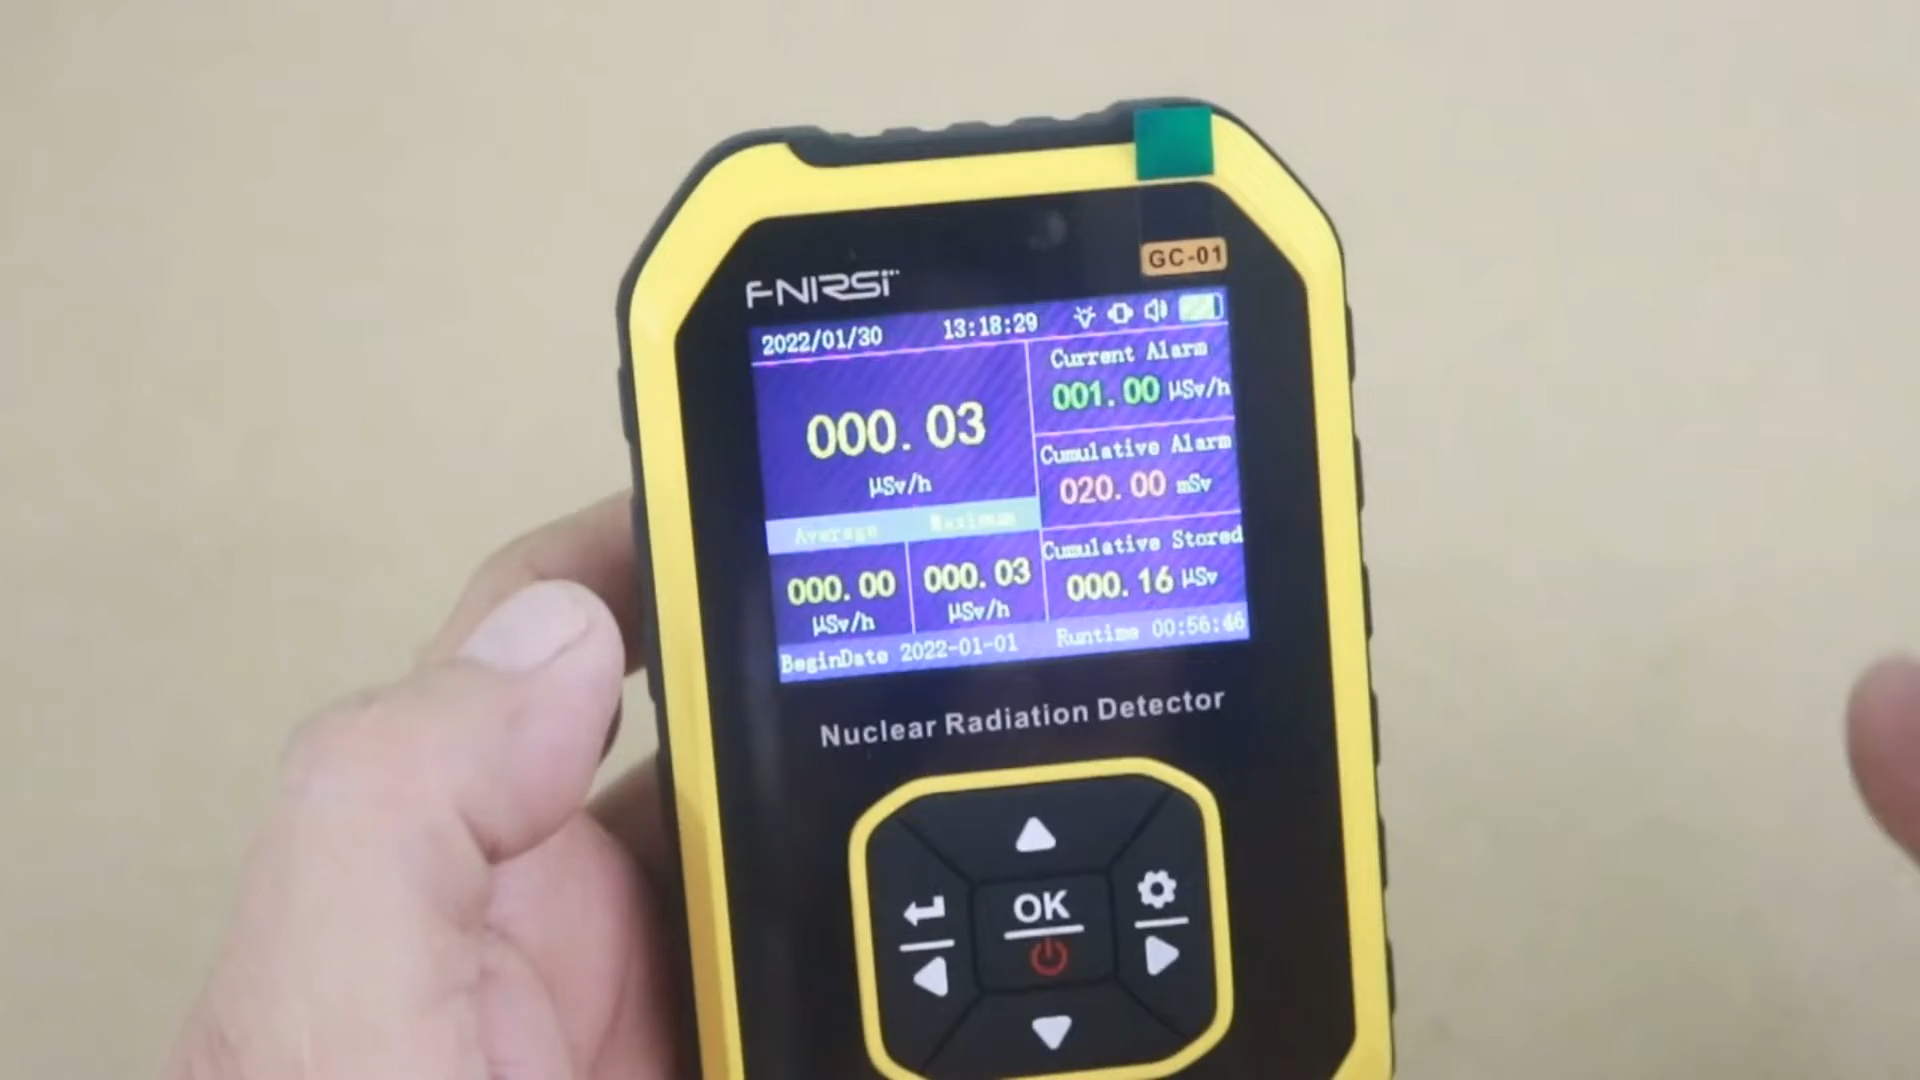 GC-01
FNIRSI
2022/01/30 13:18:29
000.03
µSv/h
Average Maximum
000.00 000.03
µSv/h µSv/h
Current Alarm
001.00 µSv/h
Cumulative Alarm
020.00 mSv
Cumulative Stored
000.16 µSv
BeginDate 2022-01-01 Runtime 00:56:46
Nuclear Radiation Detector
OK